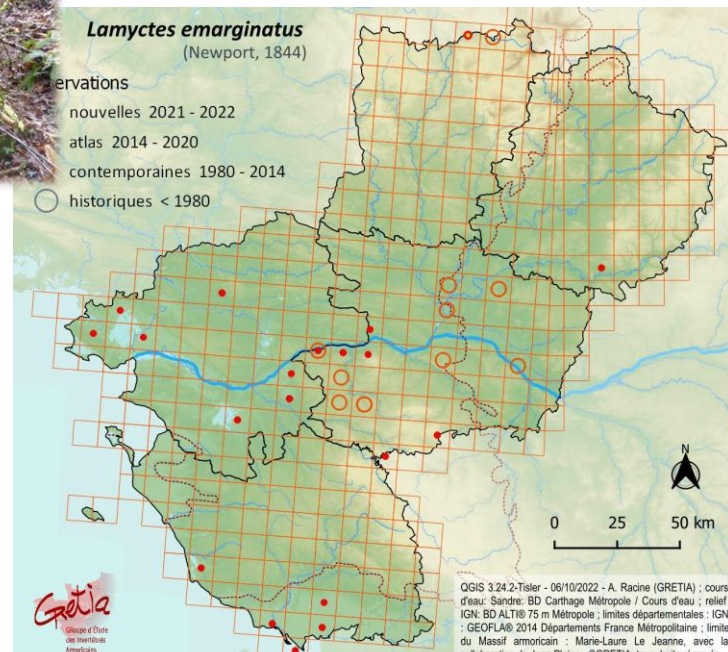 Lamyctes emarginatus
(Newport, 1844)
ervations
nouvelles 2021 - 2022
atlas 2014 - 2020
contemporaines 1980 - 2014
historiques < 1980
N
0 25 50 km
Gretia
Groupe d'Étude
des Invertébrés
Armoricains
QGIS 3.24.2-Tisler - 06/10/2022 - A. Racine (GRETIA) ; cours
d'eau: Sandre: BD Carthage Métropole / Cours d'eau ; relief :
IGN: BD ALTI® 75 m Métropole ; limites départementales : IGN
: GEOFLA® 2014 Départements France Métropolitaine ; limite
du Massif armoricain : Marie-Laure Le Jeanne, avec la